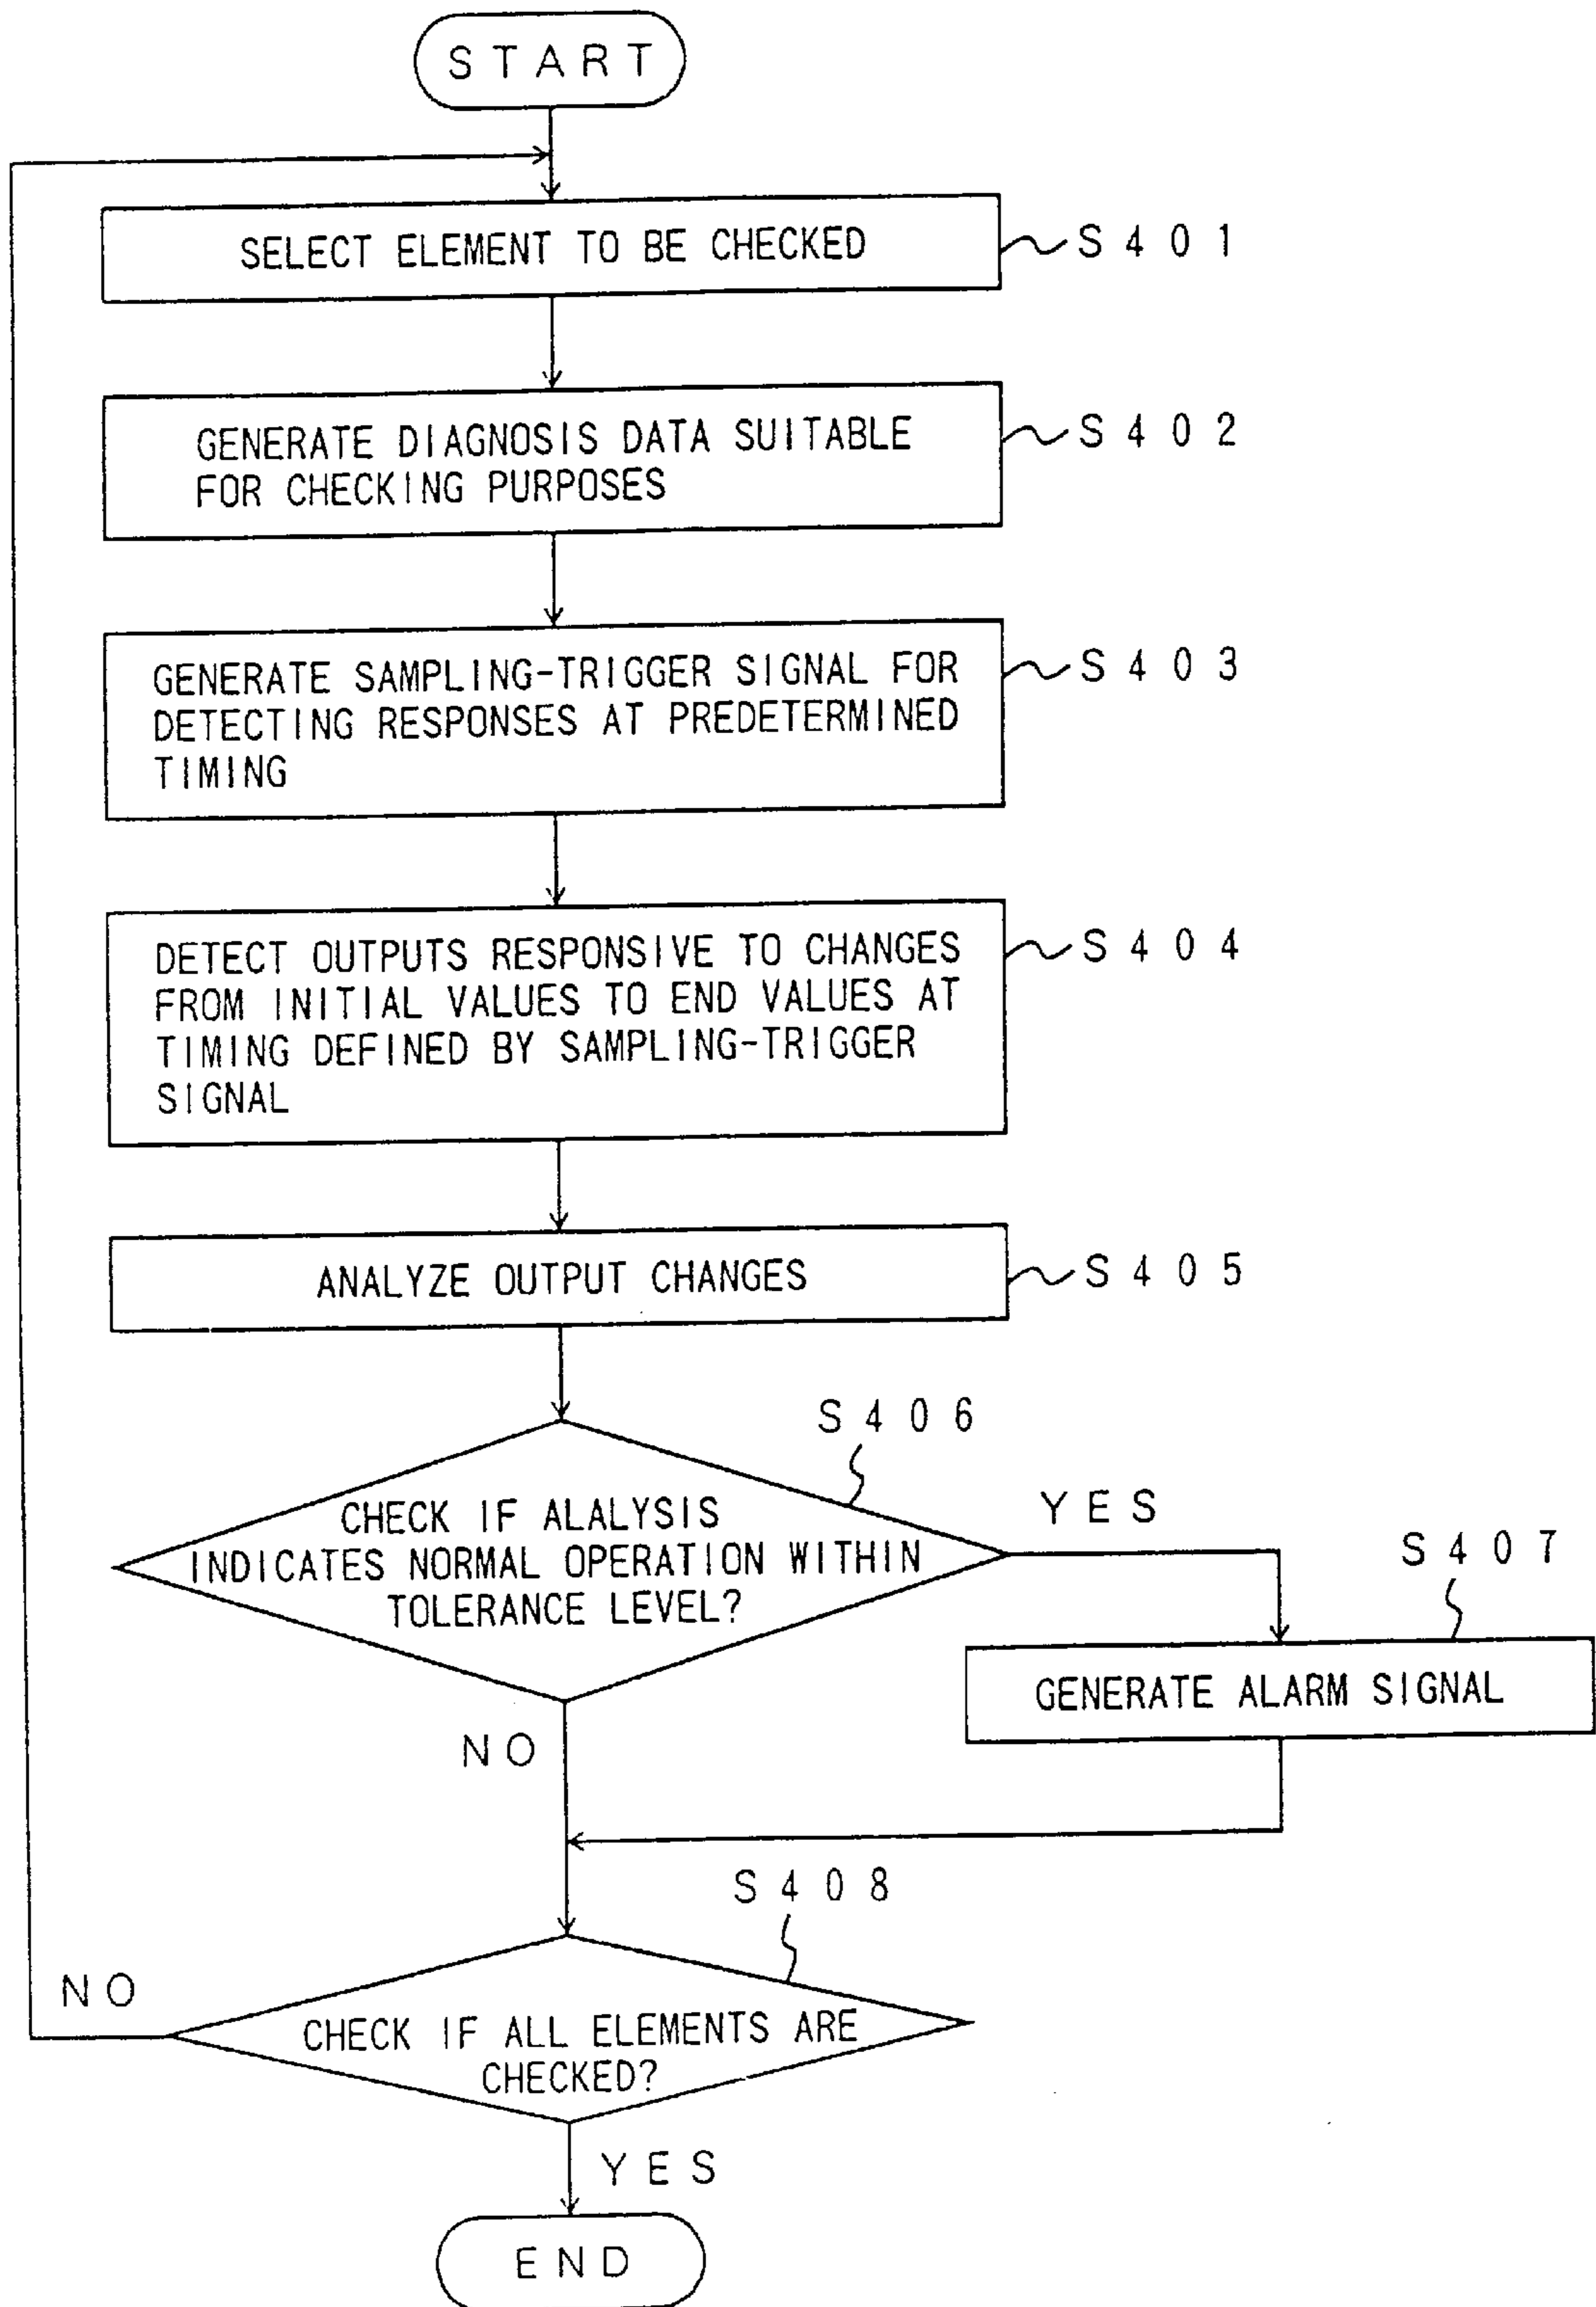 START
SELECT ELEMENT TO BE CHECKED
S401
GENERATE DIAGNOSIS DATA SUITABLE
FOR CHECKING PURPOSES
S402
GENERATE SAMPLING-TRIGGER SIGNAL FOR
DETECTING RESPONSES AT PREDETERMINED
TIMING
S403
DETECT OUTPUTS RESPONSIVE TO CHANGES
FROM INITIAL VALUES TO END VALUES AT
TIMING DEFINED BY SAMPLING-TRIGGER
SIGNAL
S404
ANALYZE OUTPUT CHANGES
S405
S406
CHECK IF ALALYSIS
INDICATES NORMAL OPERATION WITHIN
TOLERANCE LEVEL?
YES
S407
GENERATE ALARM SIGNAL
NO
S408
NO
CHECK IF ALL ELEMENTS ARE
CHECKED?
YES
END